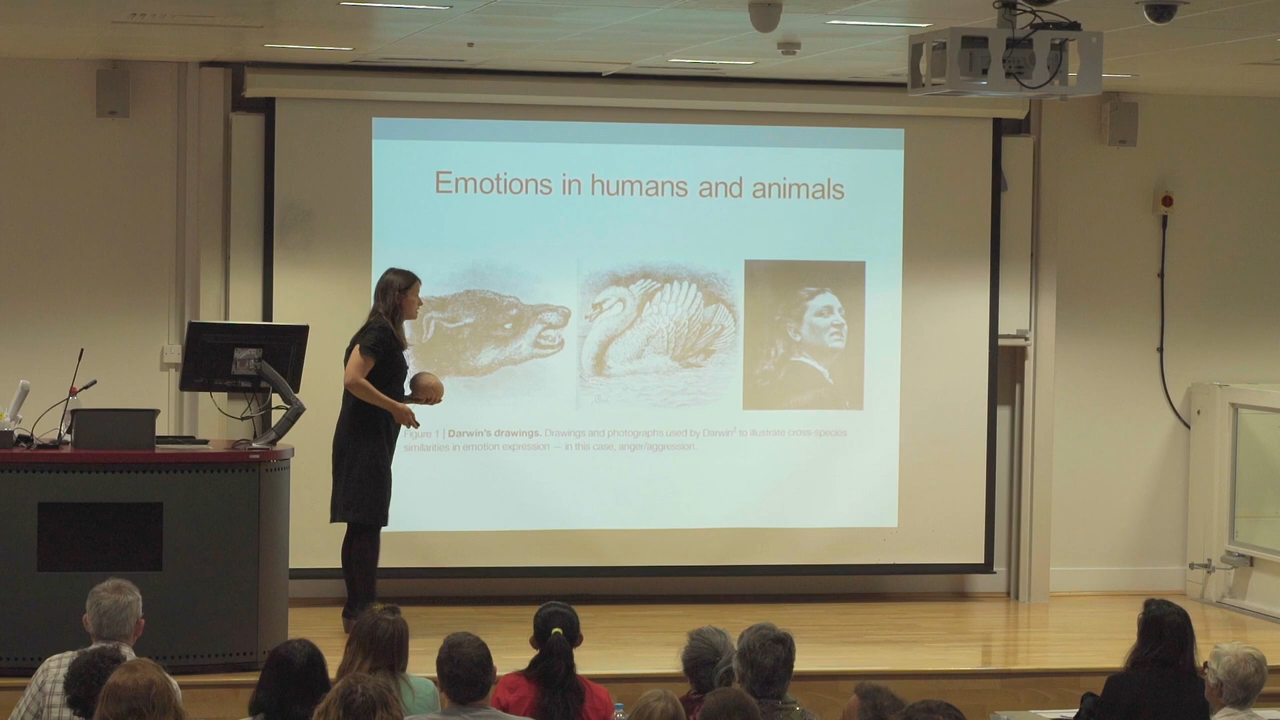 Emotions in humans and animals
Figure 1 | Darwin's drawings. Drawings and photographs used by Darwin¹ to illustrate cross-species
similarities in emotion expression — in this case, anger/aggression.